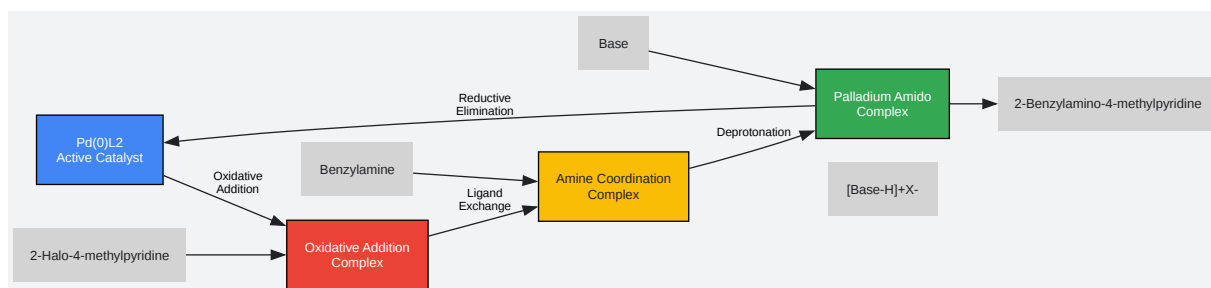 Base
Palladium Amido
Complex
2-Benzylamino-4-methylpyridine
Reductive
Elimination
Deprotonation
Pd(0)L2
Active Catalyst
Benzylamine
Oxidative
Addition
Amine Coordination
Complex
Ligand
Exchange
[Base-H]+X-
2-Halo-4-methylpyridine
Oxidative Addition
Complex